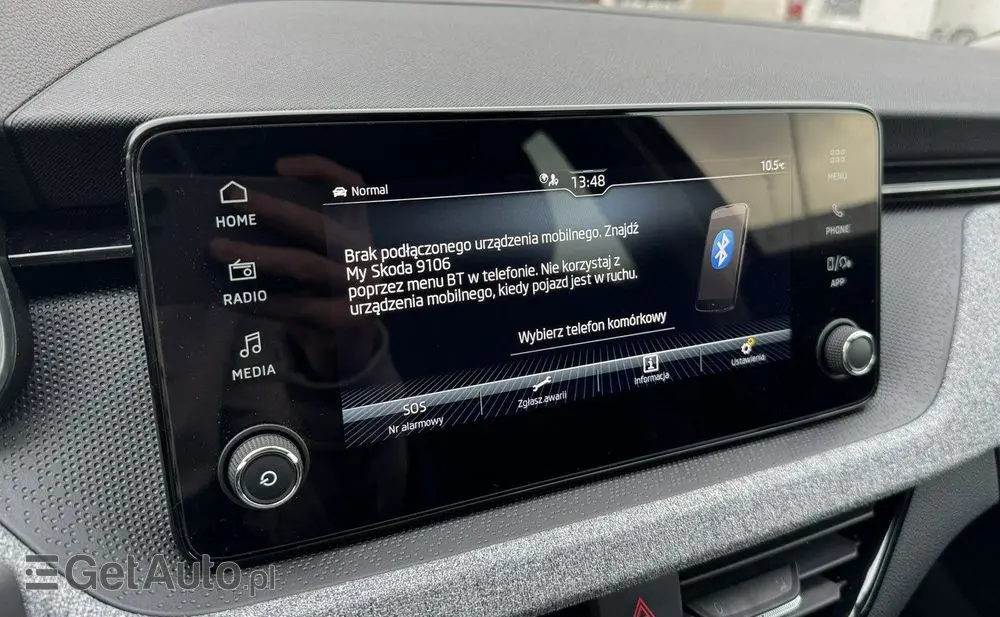 Normal
13:48
10.5°C
HOME
RADIO
MEDIA
MENU
PHONE
APP
Brak podłączonego urządzenia mobilnego. Znajdź
My Skoda 9106
poprzez menu BT w telefonie. Nie korzystaj z
urządzenia mobilnego, kiedy pojazd jest w ruchu.
Wybierz telefon komórkowy
SOS
Nr alarmowy
Zgłasz.awarii
Informacja
Ustawienia
GetAuto.pl